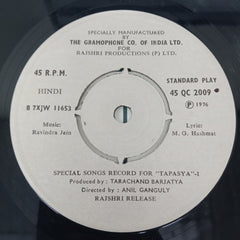 SPECIALLY MANUFACTURED
BY
THE GRAMOPHONE CO. OF INDIA LTD.
FOR
RAJSHRI PRODUCTIONS (P) LTD.
45 R.P.M.
STANDARD PLAY
HINDI
45 QC 2009
B 7XJW 11653
℗ 1976
Music:
Ravindra Jain
Lyric:
M. G. Hashmat
SPECIAL SONGS RECORD FOR "TAPASYA"-1
Produced by : TARACHAND BARJATYA
Directed by : ANIL GANGULY
RAJSHRI RELEASE